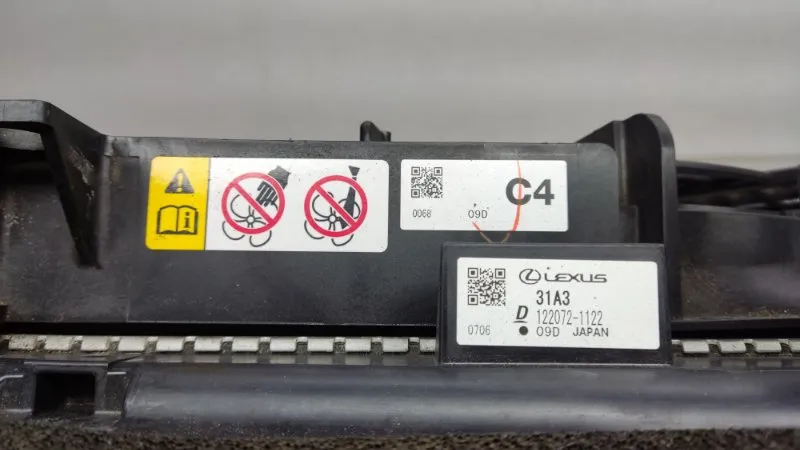 C4
0068
09D
LEXUS
31A3
D 122072-1122
0706
09D JAPAN